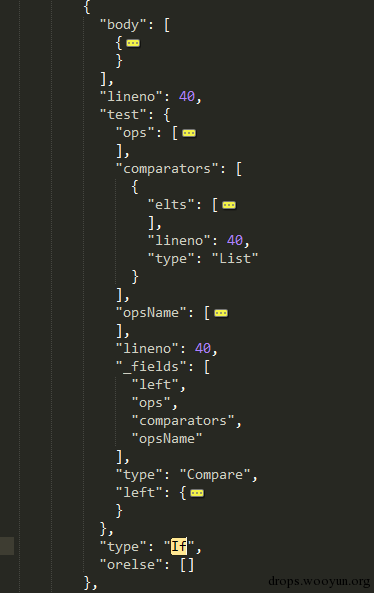 {
"body": [
{
}
],
"lineno": 40,
"test": {
"ops": [
],
"comparators": [
{
"elts": [
],
"lineno": 40,
"type": "List"
}
],
"opsName": [
],
"lineno": 40,
"_fields": [
"left",
"ops",
"comparators",
"opsName"
],
"type": "Compare",
"left": {
}
},
"type": "If",
"orelse": []
},
drops.wooyun.org